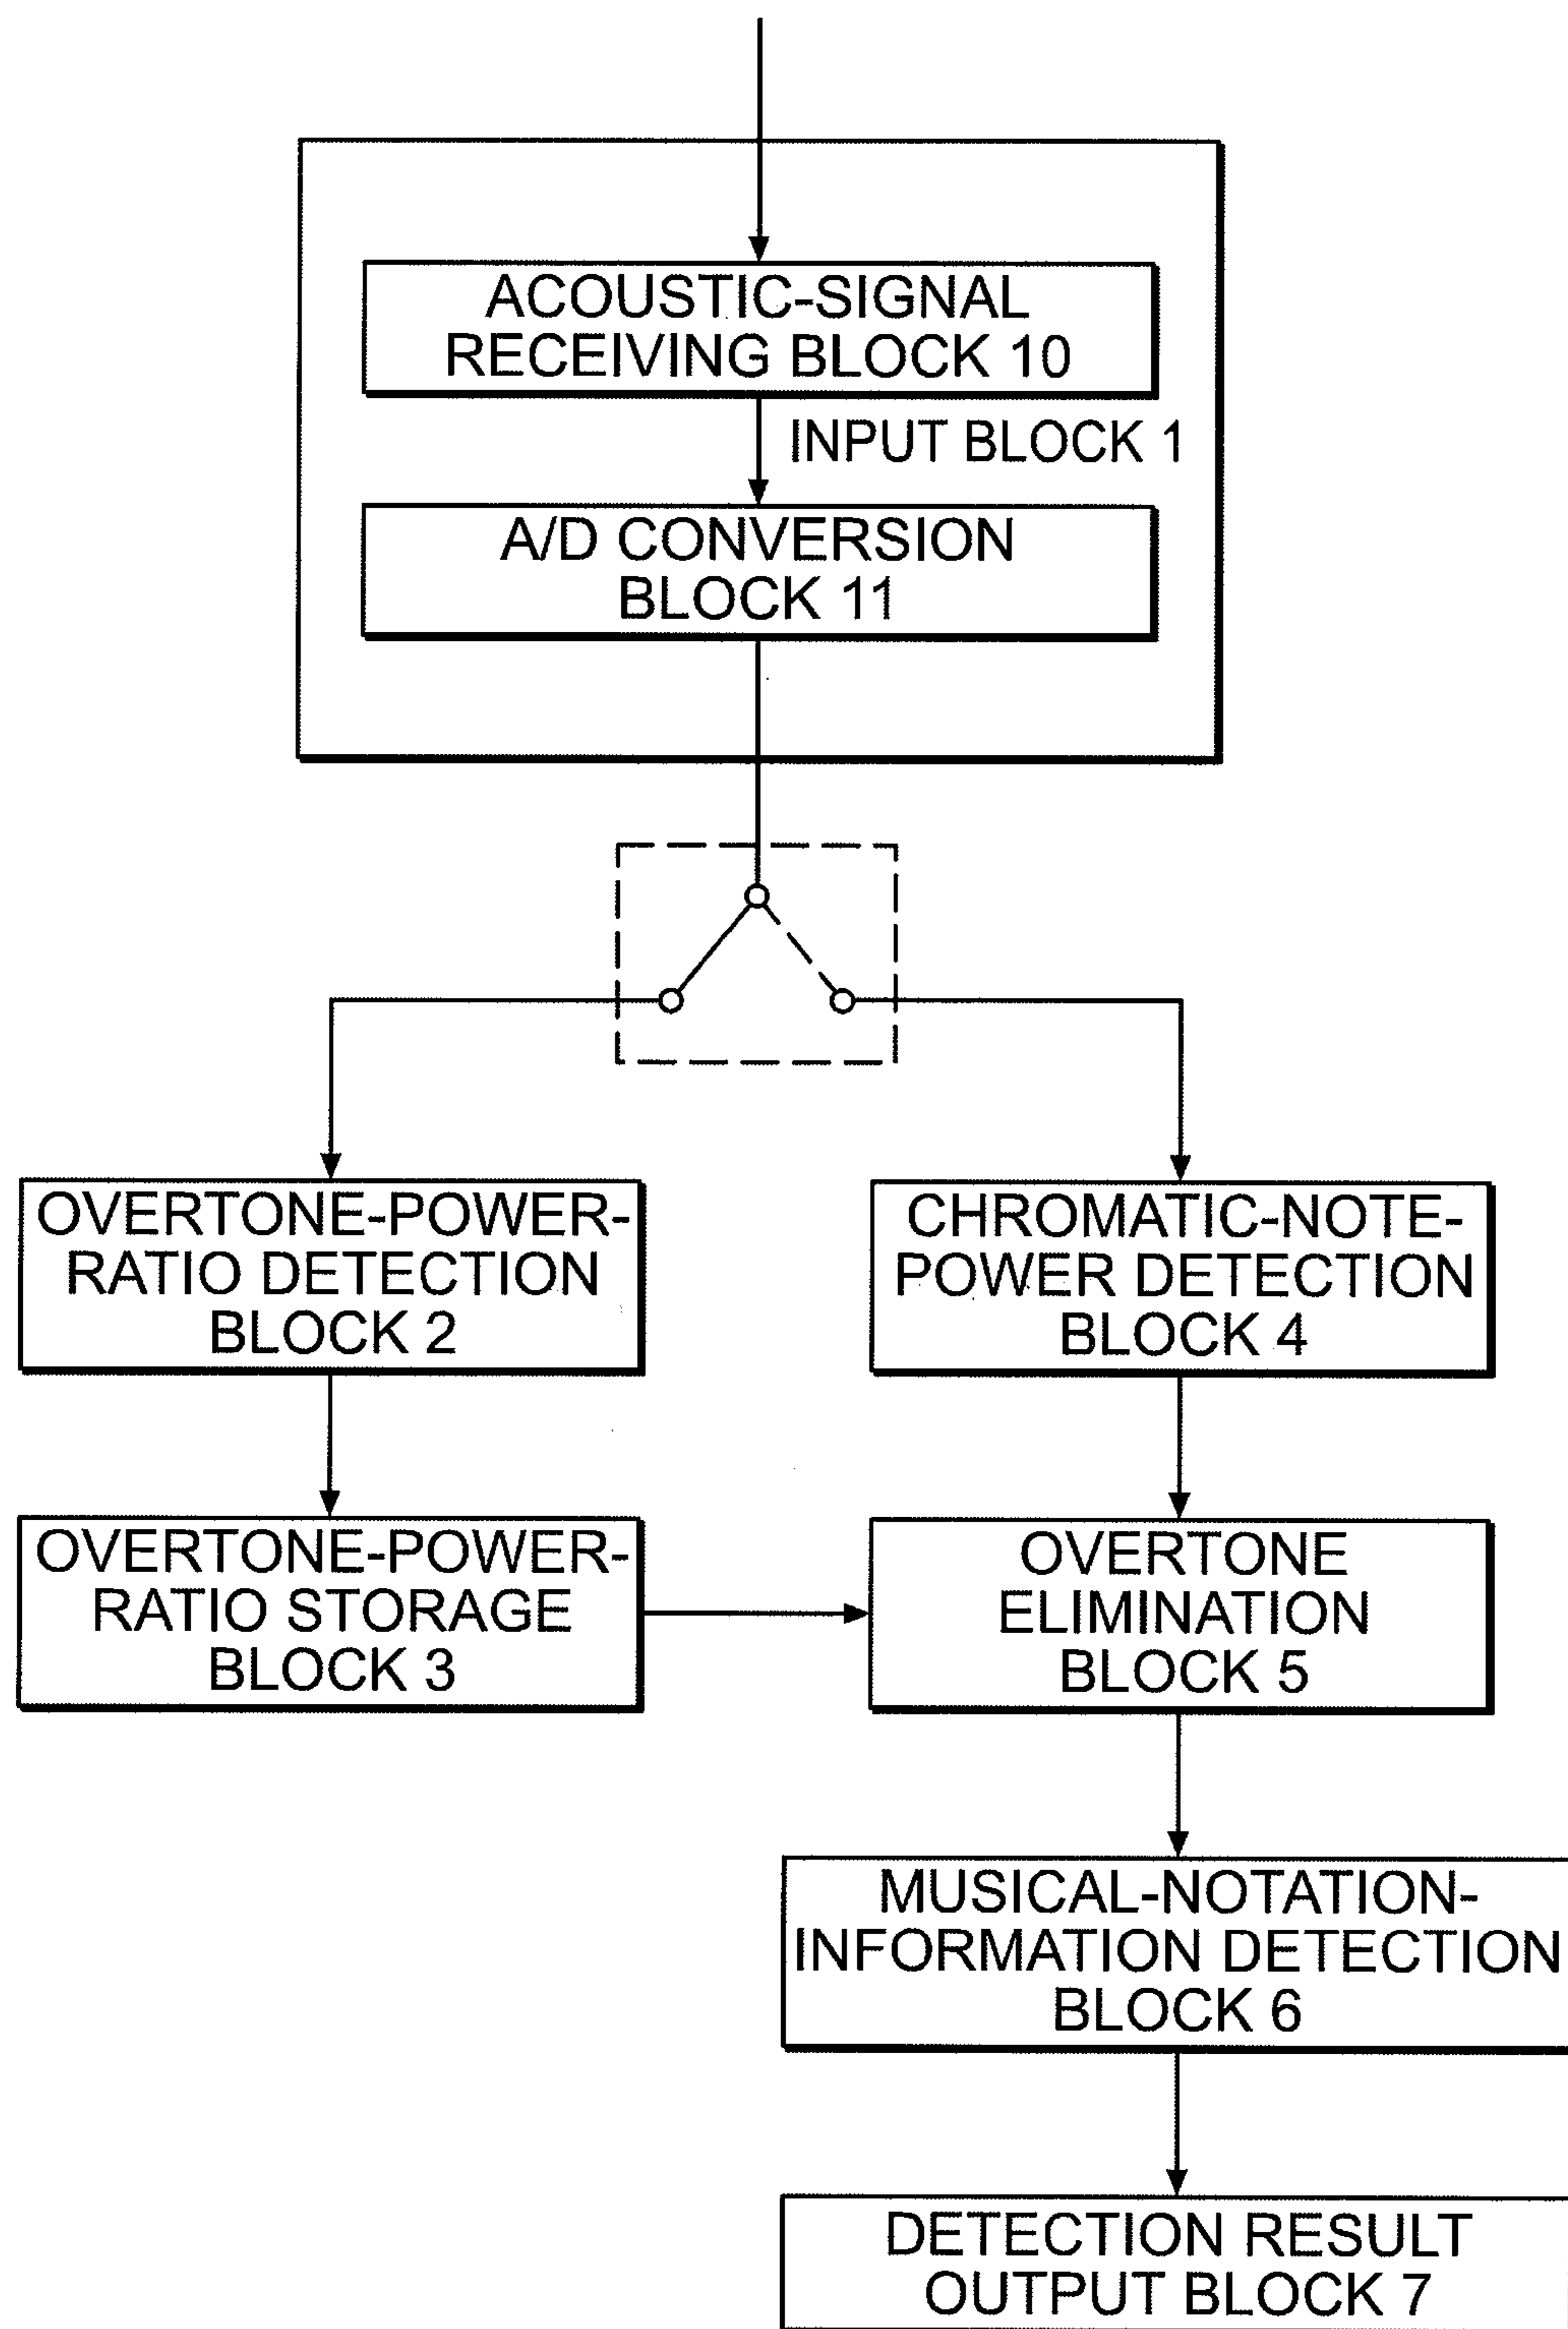 ACOUSTIC-SIGNAL
RECEIVING BLOCK 10
INPUT BLOCK 1
A/D CONVERSION
BLOCK 11
OVERTONE-POWER-
RATIO DETECTION
BLOCK 2
CHROMATIC-NOTE-
POWER DETECTION
BLOCK 4
OVERTONE-POWER-
RATIO STORAGE
BLOCK 3
OVERTONE
ELIMINATION
BLOCK 5
MUSICAL-NOTATION-
INFORMATION DETECTION
BLOCK 6
DETECTION RESULT
OUTPUT BLOCK 7